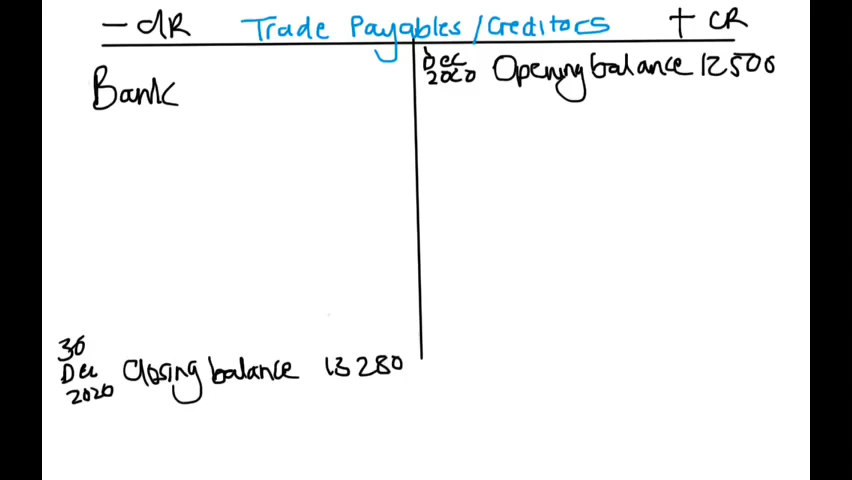 – dR Trade Payables/Creditors + CR
Dec
2020 Opening balance 12500
Bank
30
Dec
2020 Closing balance 13280